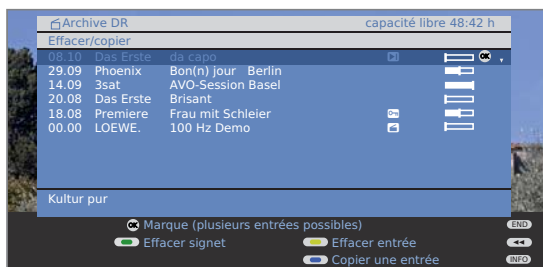 Archive DR capacité libre 48:42 h
Effacer/copier
08.10 Das Erste da capo OK
29.09 Phoenix Bon(n) jour Berlin
14.09 3sat AVO-Session Basel
20.08 Das Erste Brisant
18.08 Premiere Frau mit Schleier
00.00 LOEWE. 100 Hz Demo
Kultur pur
OK Marque (plusieurs entrées possibles) END
Effacer signet Effacer entrée
Copier une entrée INFO